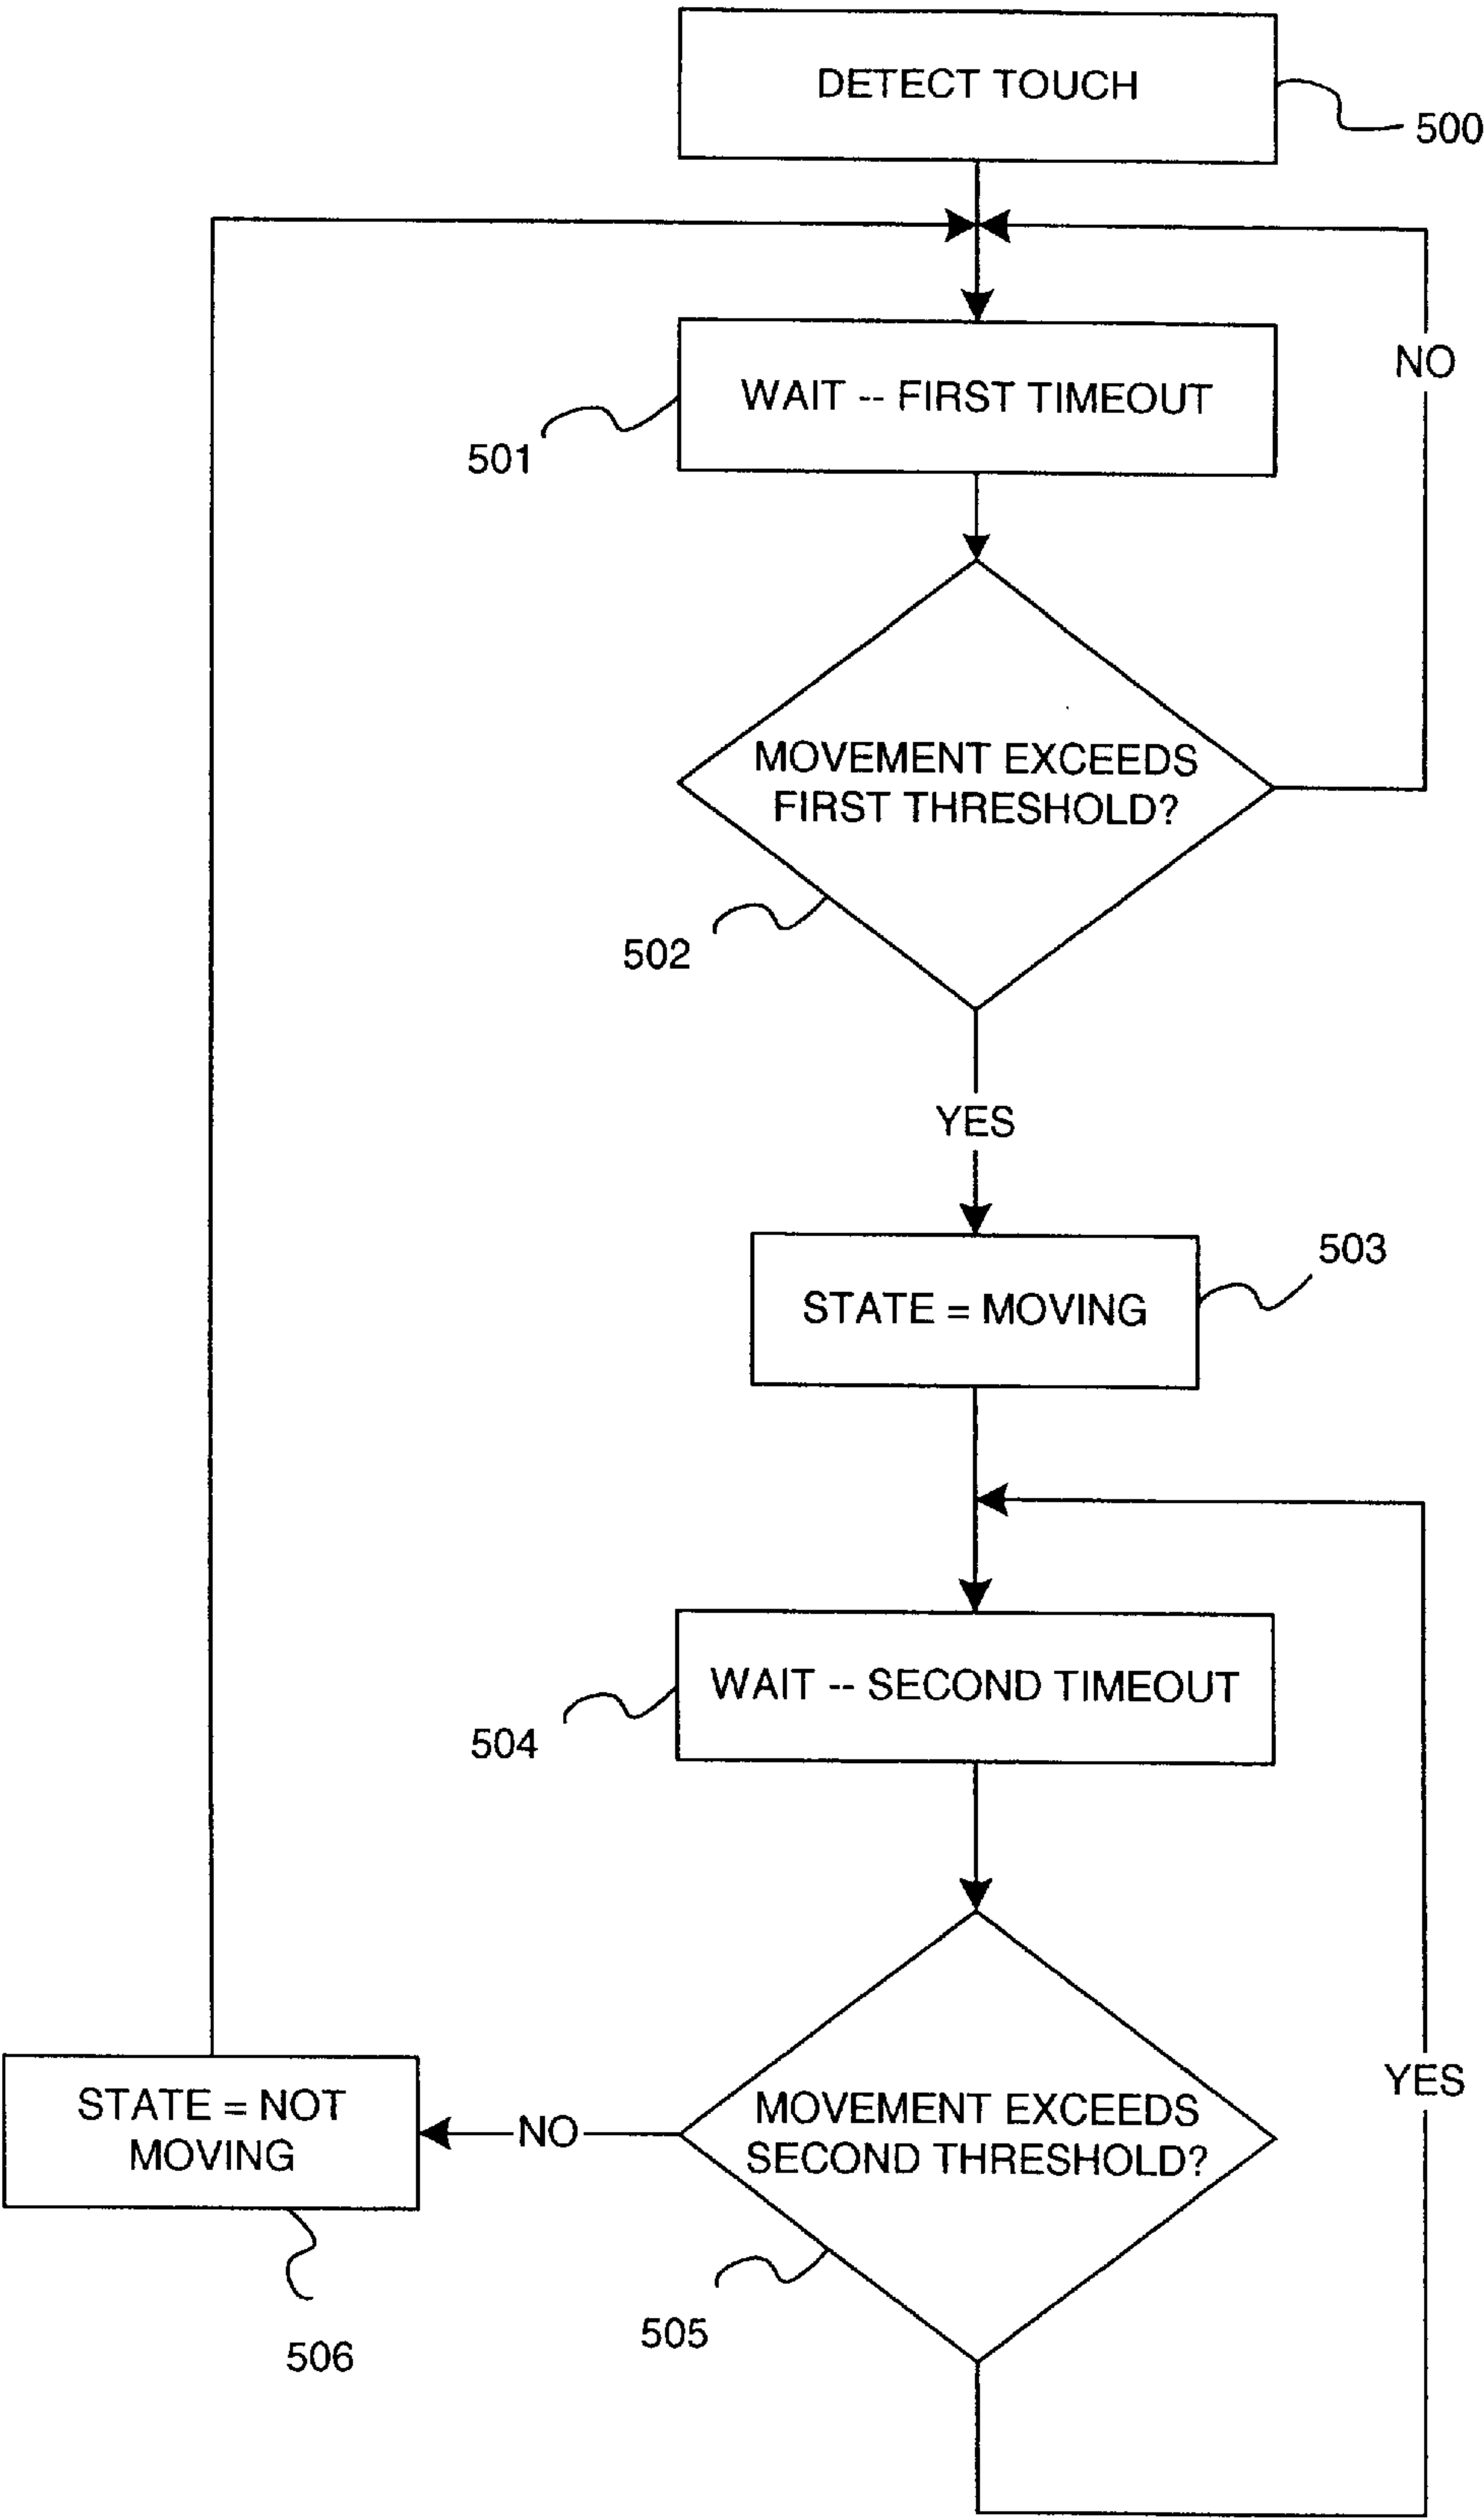 DETECT TOUCH
500
NO
WAIT -- FIRST TIMEOUT
501
MOVEMENT EXCEEDS
FIRST THRESHOLD?
502
YES
503
STATE = MOVING
WAIT -- SECOND TIMEOUT
504
YES
STATE = NOT
MOVING
NO
MOVEMENT EXCEEDS
SECOND THRESHOLD?
505
506